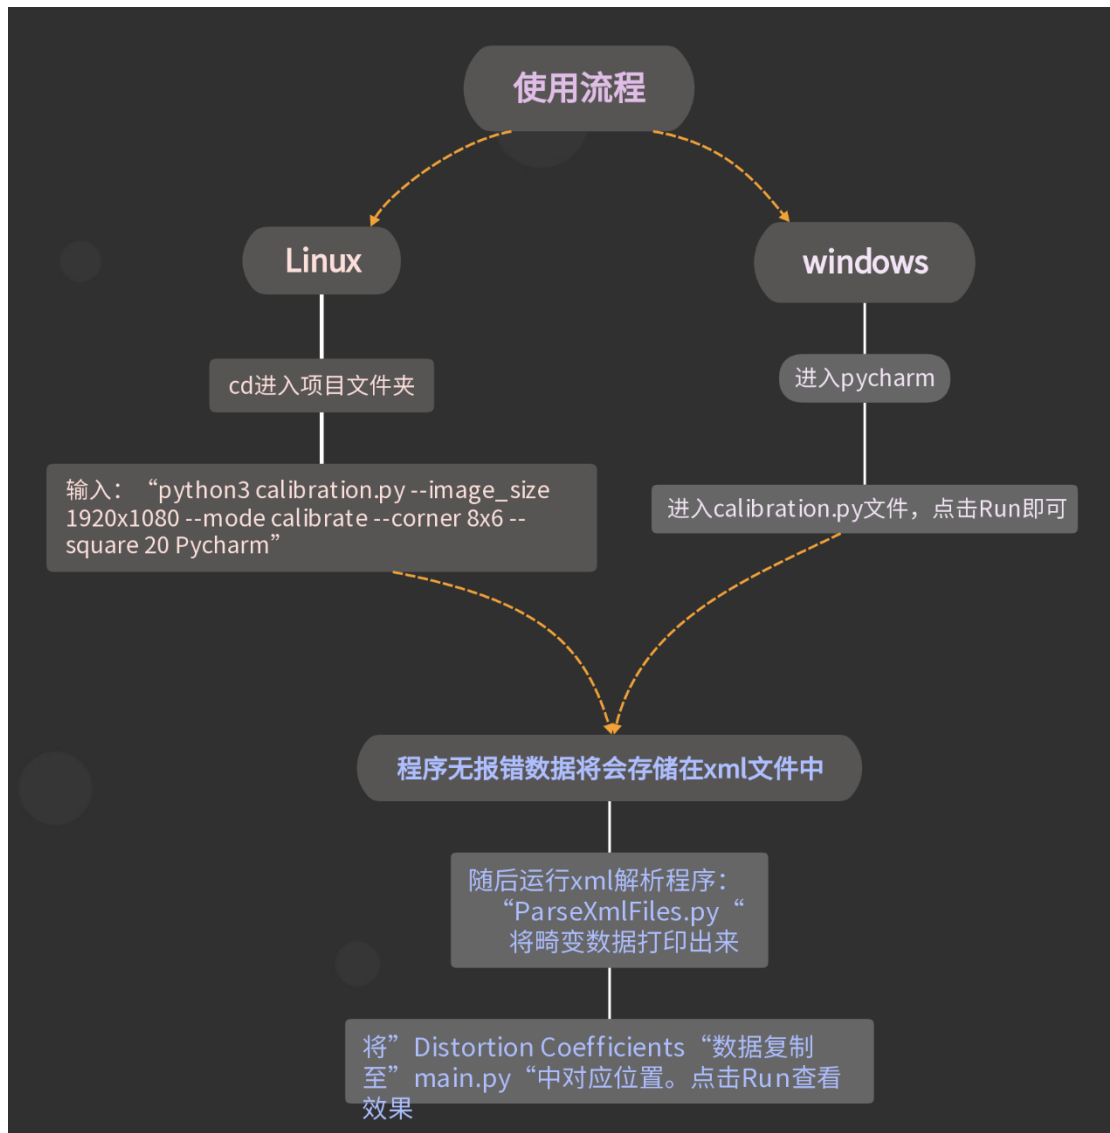 使用流程
Linux
windows
cd进入项目文件夹
进入pycharm
输入：“python3 calibration.py --image_size
1920x1080 --mode calibrate --corner 8x6 --
square 20 Pycharm”
进入calibration.py文件，点击Run即可
程序无报错数据将会存储在xml文件中
随后运行xml解析程序：
“ParseXmlFiles.py“
将畸变数据打印出来
将”Distortion Coefficients“数据复制
至”main.py“中对应位置。点击Run查看
效果